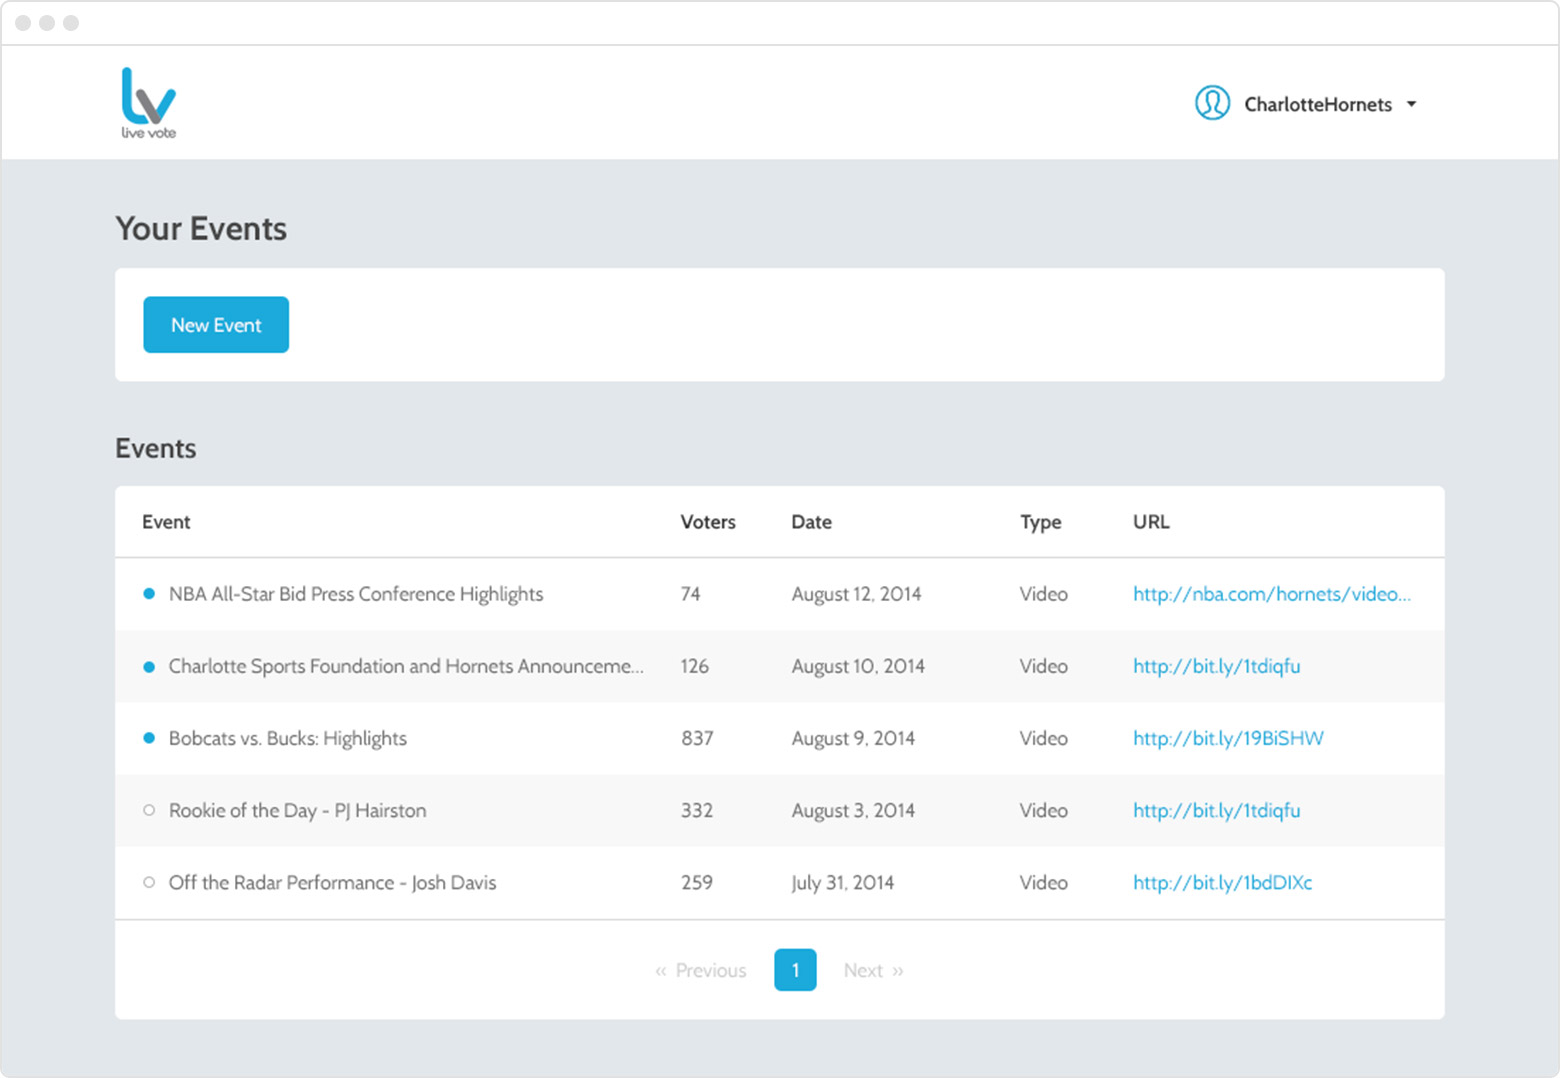 live vote
CharlotteHornets
Your Events
New Event
Events
Event Voters Date Type URL
NBA All-Star Bid Press Conference Highlights 74 August 12, 2014 Video http://nba.com/hornets/video...
Charlotte Sports Foundation and Hornets Announceme... 126 August 10, 2014 Video http://bit.ly/1tdiqfu
Bobcats vs. Bucks: Highlights 837 August 9, 2014 Video http://bit.ly/19BiSHW
Rookie of the Day - PJ Hairston 332 August 3, 2014 Video http://bit.ly/1tdiqfu
Off the Radar Performance - Josh Davis 259 July 31, 2014 Video http://bit.ly/1bdDIXc
« Previous 1 Next »